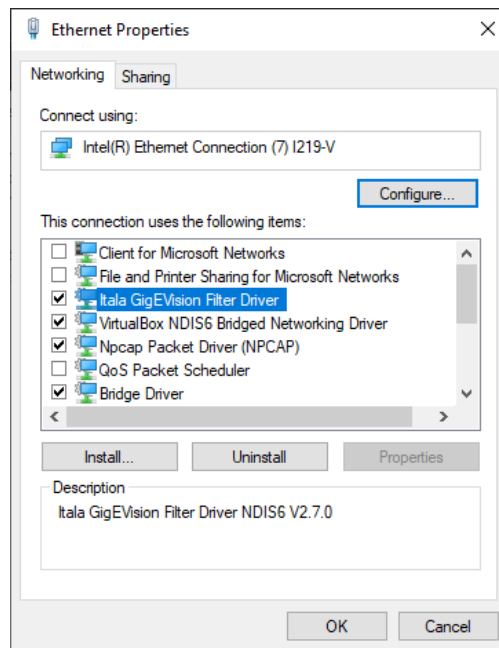 Ethernet Properties
Networking
Sharing
Connect using:
Intel(R) Ethernet Connection (7) I219-V
Configure...
This connection uses the following items:
Client for Microsoft Networks
File and Printer Sharing for Microsoft Networks
Itala GigEVision Filter Driver
VirtualBox NDIS6 Bridged Networking Driver
Npcap Packet Driver (NPCAP)
QoS Packet Scheduler
Bridge Driver
Install...
Uninstall
Properties
Description
Itala GigEVision Filter Driver NDIS6 V2.7.0
OK
Cancel